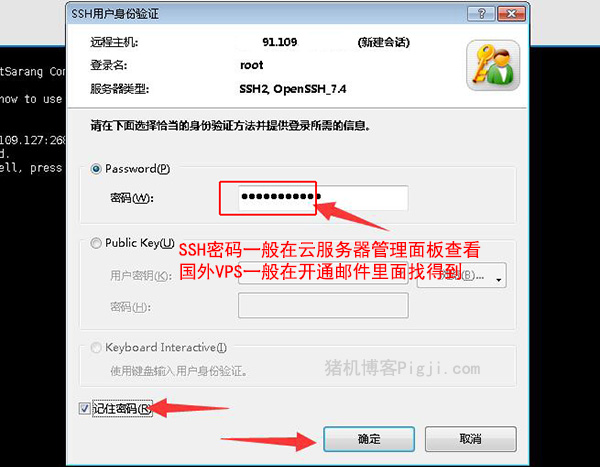 SSH用户身份验证
远程主机: 91.109 (新建会话)
登录名: root
服务器类型: SSH2, OpenSSH_7.4
tSarang Com
请在下面选择恰当的身份验证方法并提供登录所需的信息。
now to use
109.127:268
d.
ell, press
Password(P)
密码(W):
Public Key(U)
SSH密码一般在云服务器管理面板查看
国外VPS一般在开通邮件里面找得到
用户密钥(K):
(B)...
密码(H):
Keyboard Interactive(I)
使用键盘输入用户身份验证。
猪机博客Pigji.com
记住密码(R)
确定 取消